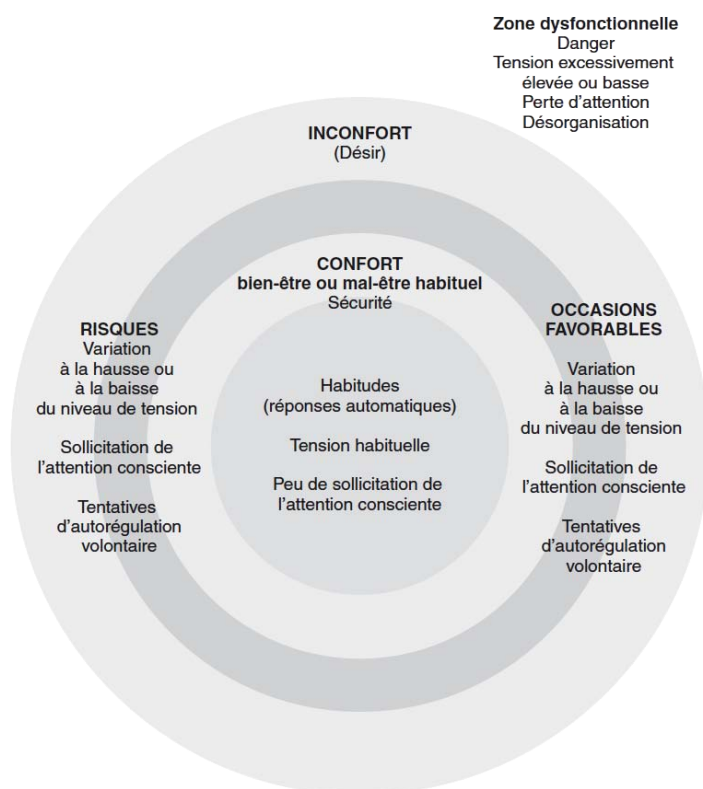 Zone dysfonctionnelle
Danger
Tension excessivement
élevée ou basse
Perte d'attention
Désorganisation
INCONFORT
(Désir)
CONFORT
bien-être ou mal-être habituel
Sécurité
RISQUES
Variation
à la hausse ou
à la baisse
du niveau de tension
Sollicitation de
l'attention consciente
Tentatives
d'autorégulation
volontaire
Habitudes
(réponses automatiques)
Tension habituelle
Peu de sollicitation de
l'attention consciente
OCCASIONS
FAVORABLES
Variation
à la hausse ou
à la baisse
du niveau de tension
Sollicitation de
l'attention consciente
Tentatives
d'autorégulation
volontaire